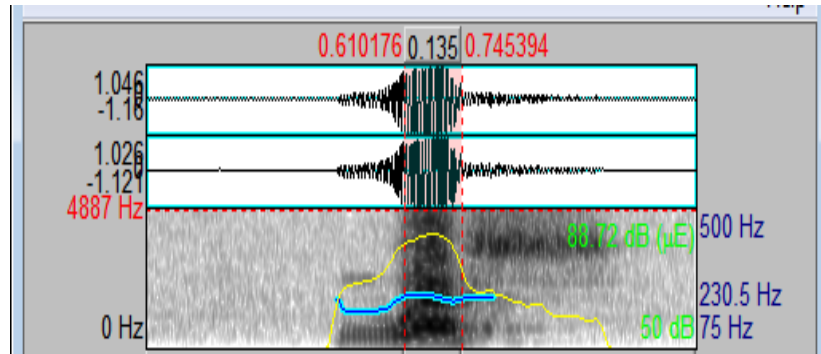 Help
0.610176 0.135 0.745394
1.046
-1.16
1.026
-1.121
4887 Hz
88.72 dB (µE) 500 Hz
230.5 Hz
0 Hz 50 dB 75 Hz